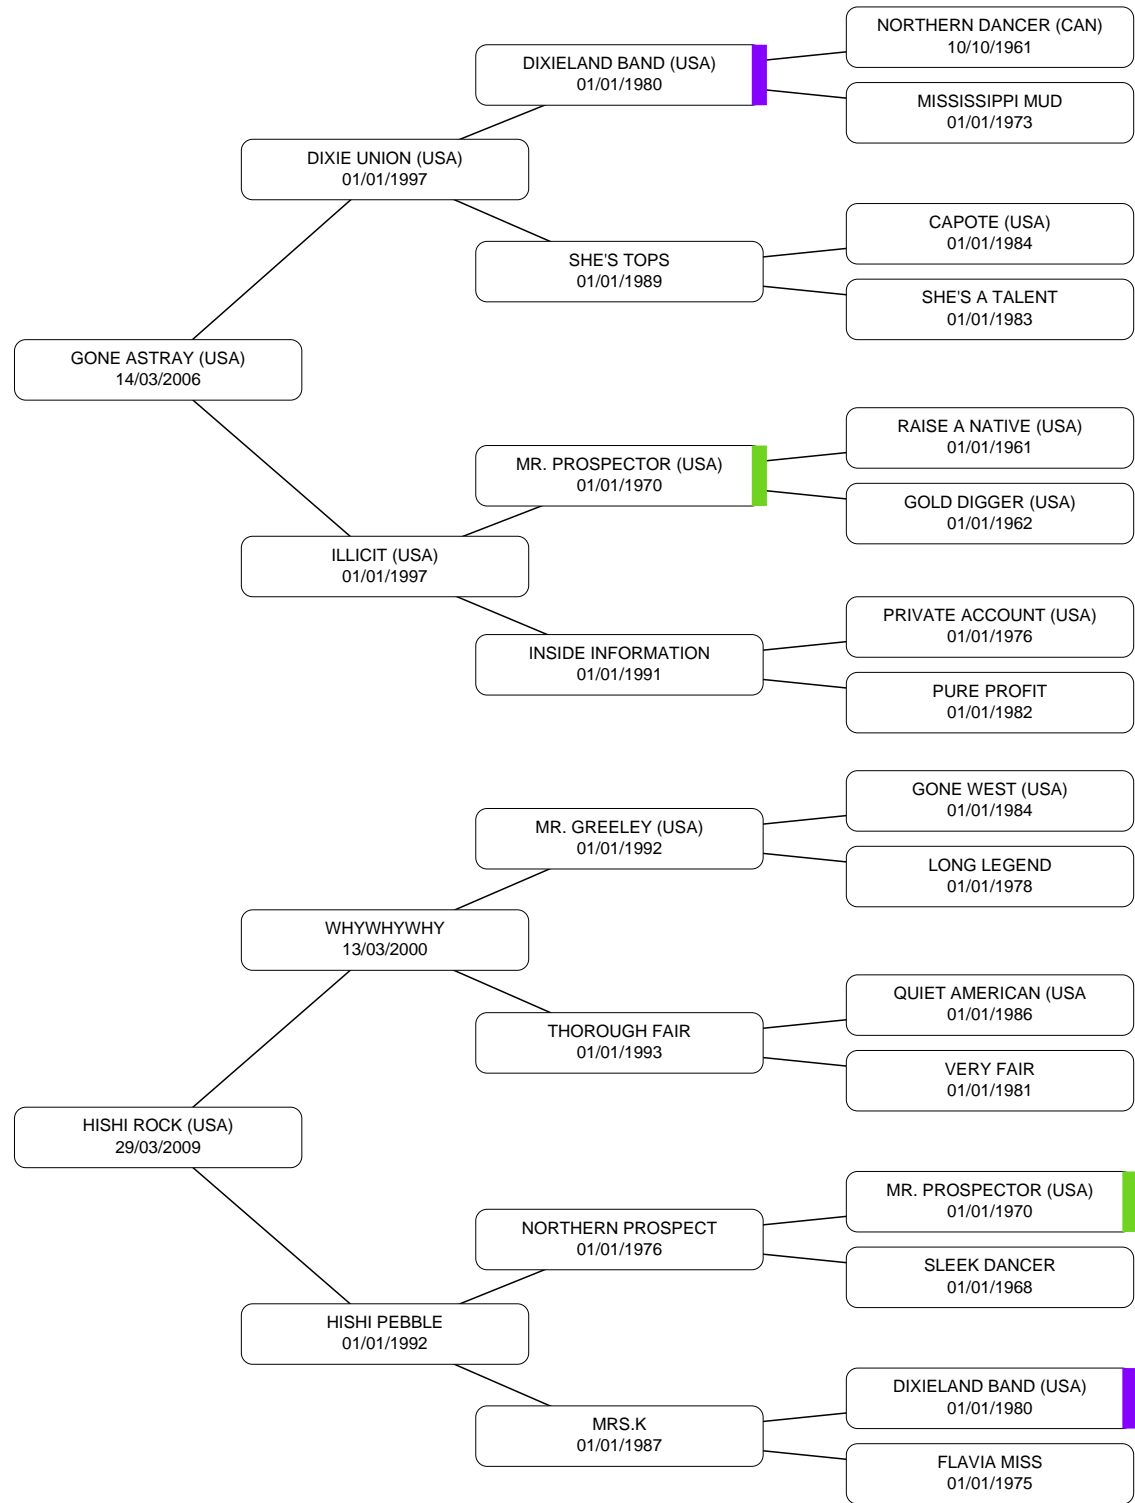 NORTHERN DANCER (CAN)
10/10/1961
DIXIELAND BAND (USA)
01/01/1980
MISSISSIPPI MUD
01/01/1973
DIXIE UNION (USA)
01/01/1997
CAPOTE (USA)
01/01/1984
SHE'S TOPS
01/01/1989
SHE'S A TALENT
01/01/1983
GONE ASTRAY (USA)
14/03/2006
RAISE A NATIVE (USA)
01/01/1961
MR. PROSPECTOR (USA)
01/01/1970
GOLD DIGGER (USA)
01/01/1962
ILLICIT (USA)
01/01/1997
PRIVATE ACCOUNT (USA)
01/01/1976
INSIDE INFORMATION
01/01/1991
PURE PROFIT
01/01/1982
GONE WEST (USA)
01/01/1984
MR. GREELEY (USA)
01/01/1992
LONG LEGEND
01/01/1978
WHYWHYWHY
13/03/2000
QUIET AMERICAN (USA
01/01/1986
THOROUGH FAIR
01/01/1993
VERY FAIR
01/01/1981
HISHI ROCK (USA)
29/03/2009
MR. PROSPECTOR (USA)
01/01/1970
NORTHERN PROSPECT
01/01/1976
SLEEK DANCER
01/01/1968
HISHI PEBBLE
01/01/1992
DIXIELAND BAND (USA)
01/01/1980
MRS.K
01/01/1987
FLAVIA MISS
01/01/1975